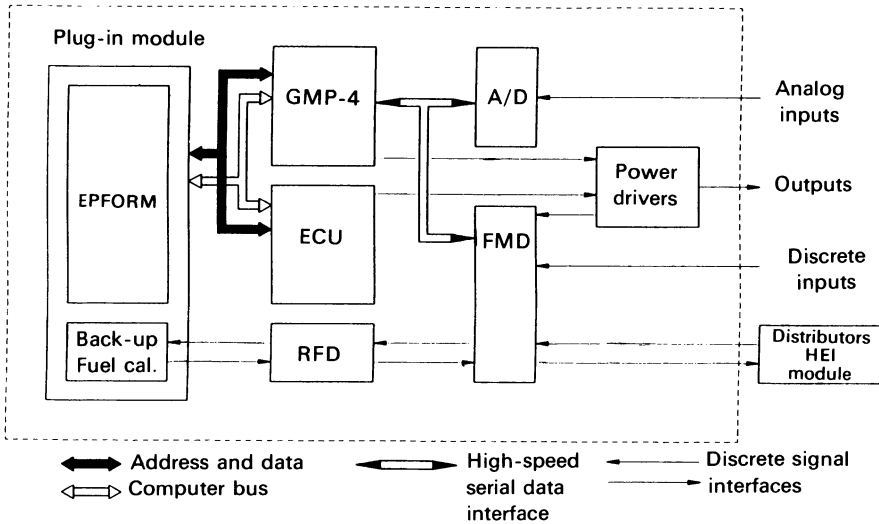 Plug-in module
EPFORM
Back-up
Fuel cal.
GMP-4
ECU
RFD
A/D
FMD
Power
drivers
Analog
inputs
Outputs
Discrete
inputs
Distributors
HEI
module
Address and data
Computer bus
High-speed
serial data
interface
Discrete signal
interfaces